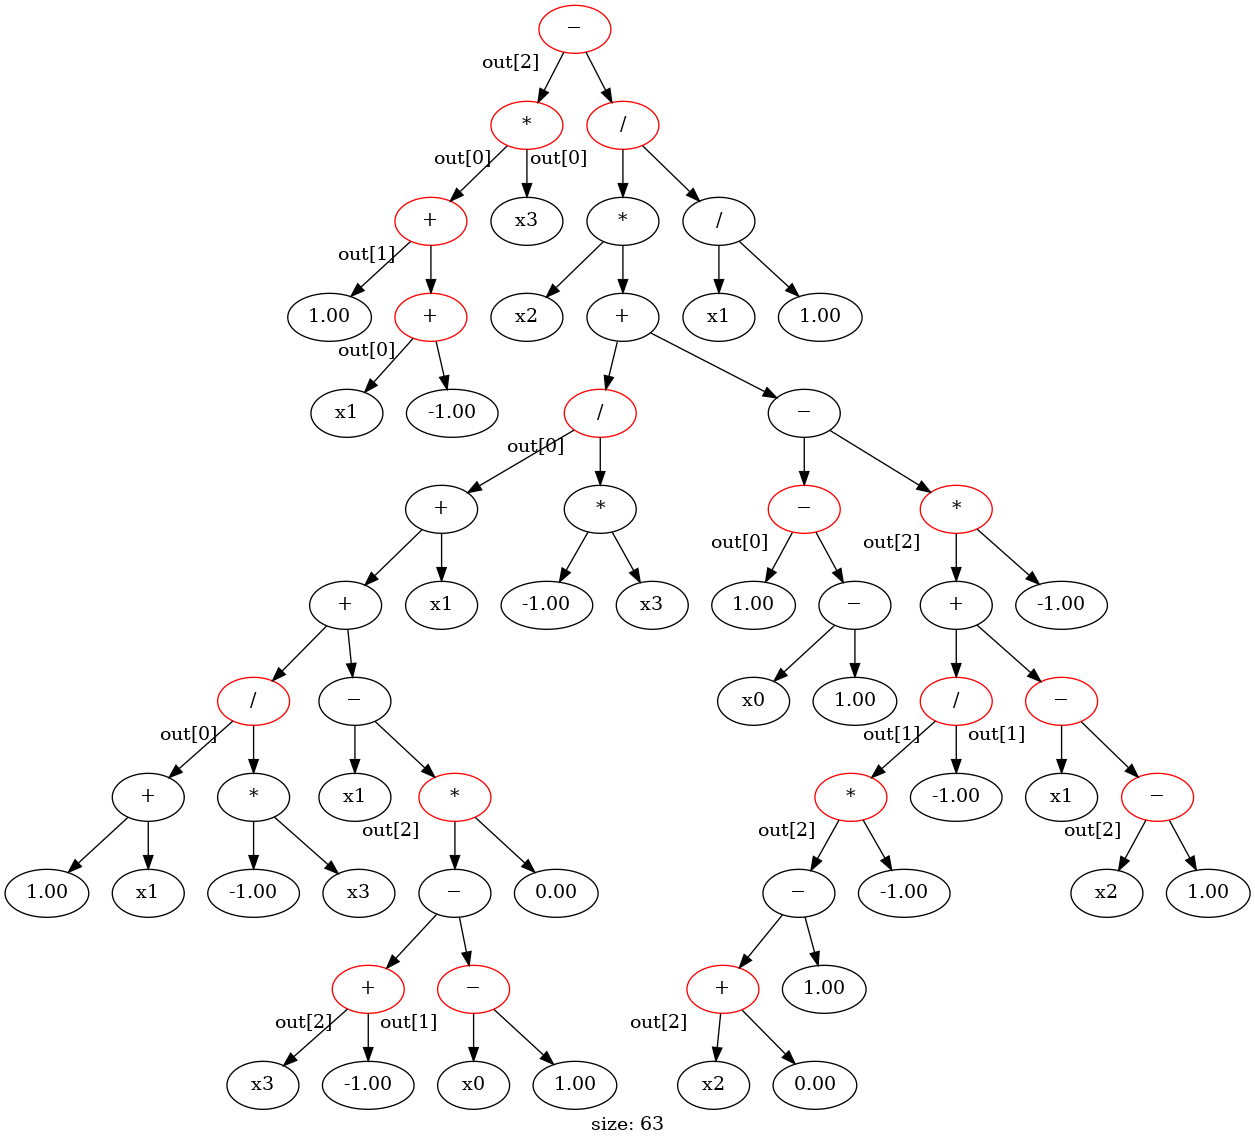 −
out[2]
* /
out[0] out[0]
+ x3 * /
out[1]
1.00 + x2 + x1 1.00
out[0]
x1 -1.00 / −
out[0]
+ * − *
out[0] out[2]
+ x1 -1.00 x3 1.00 − + -1.00
/ − x0 1.00 / −
out[0] out[1] out[1]
+ * x1 * * -1.00 x1 −
out[2] out[2] out[2]
1.00 x1 -1.00 x3 − 0.00 − -1.00 x2 1.00
+ − + 1.00
out[2] out[1] out[2]
x3 -1.00 x0 1.00 x2 0.00
size: 63